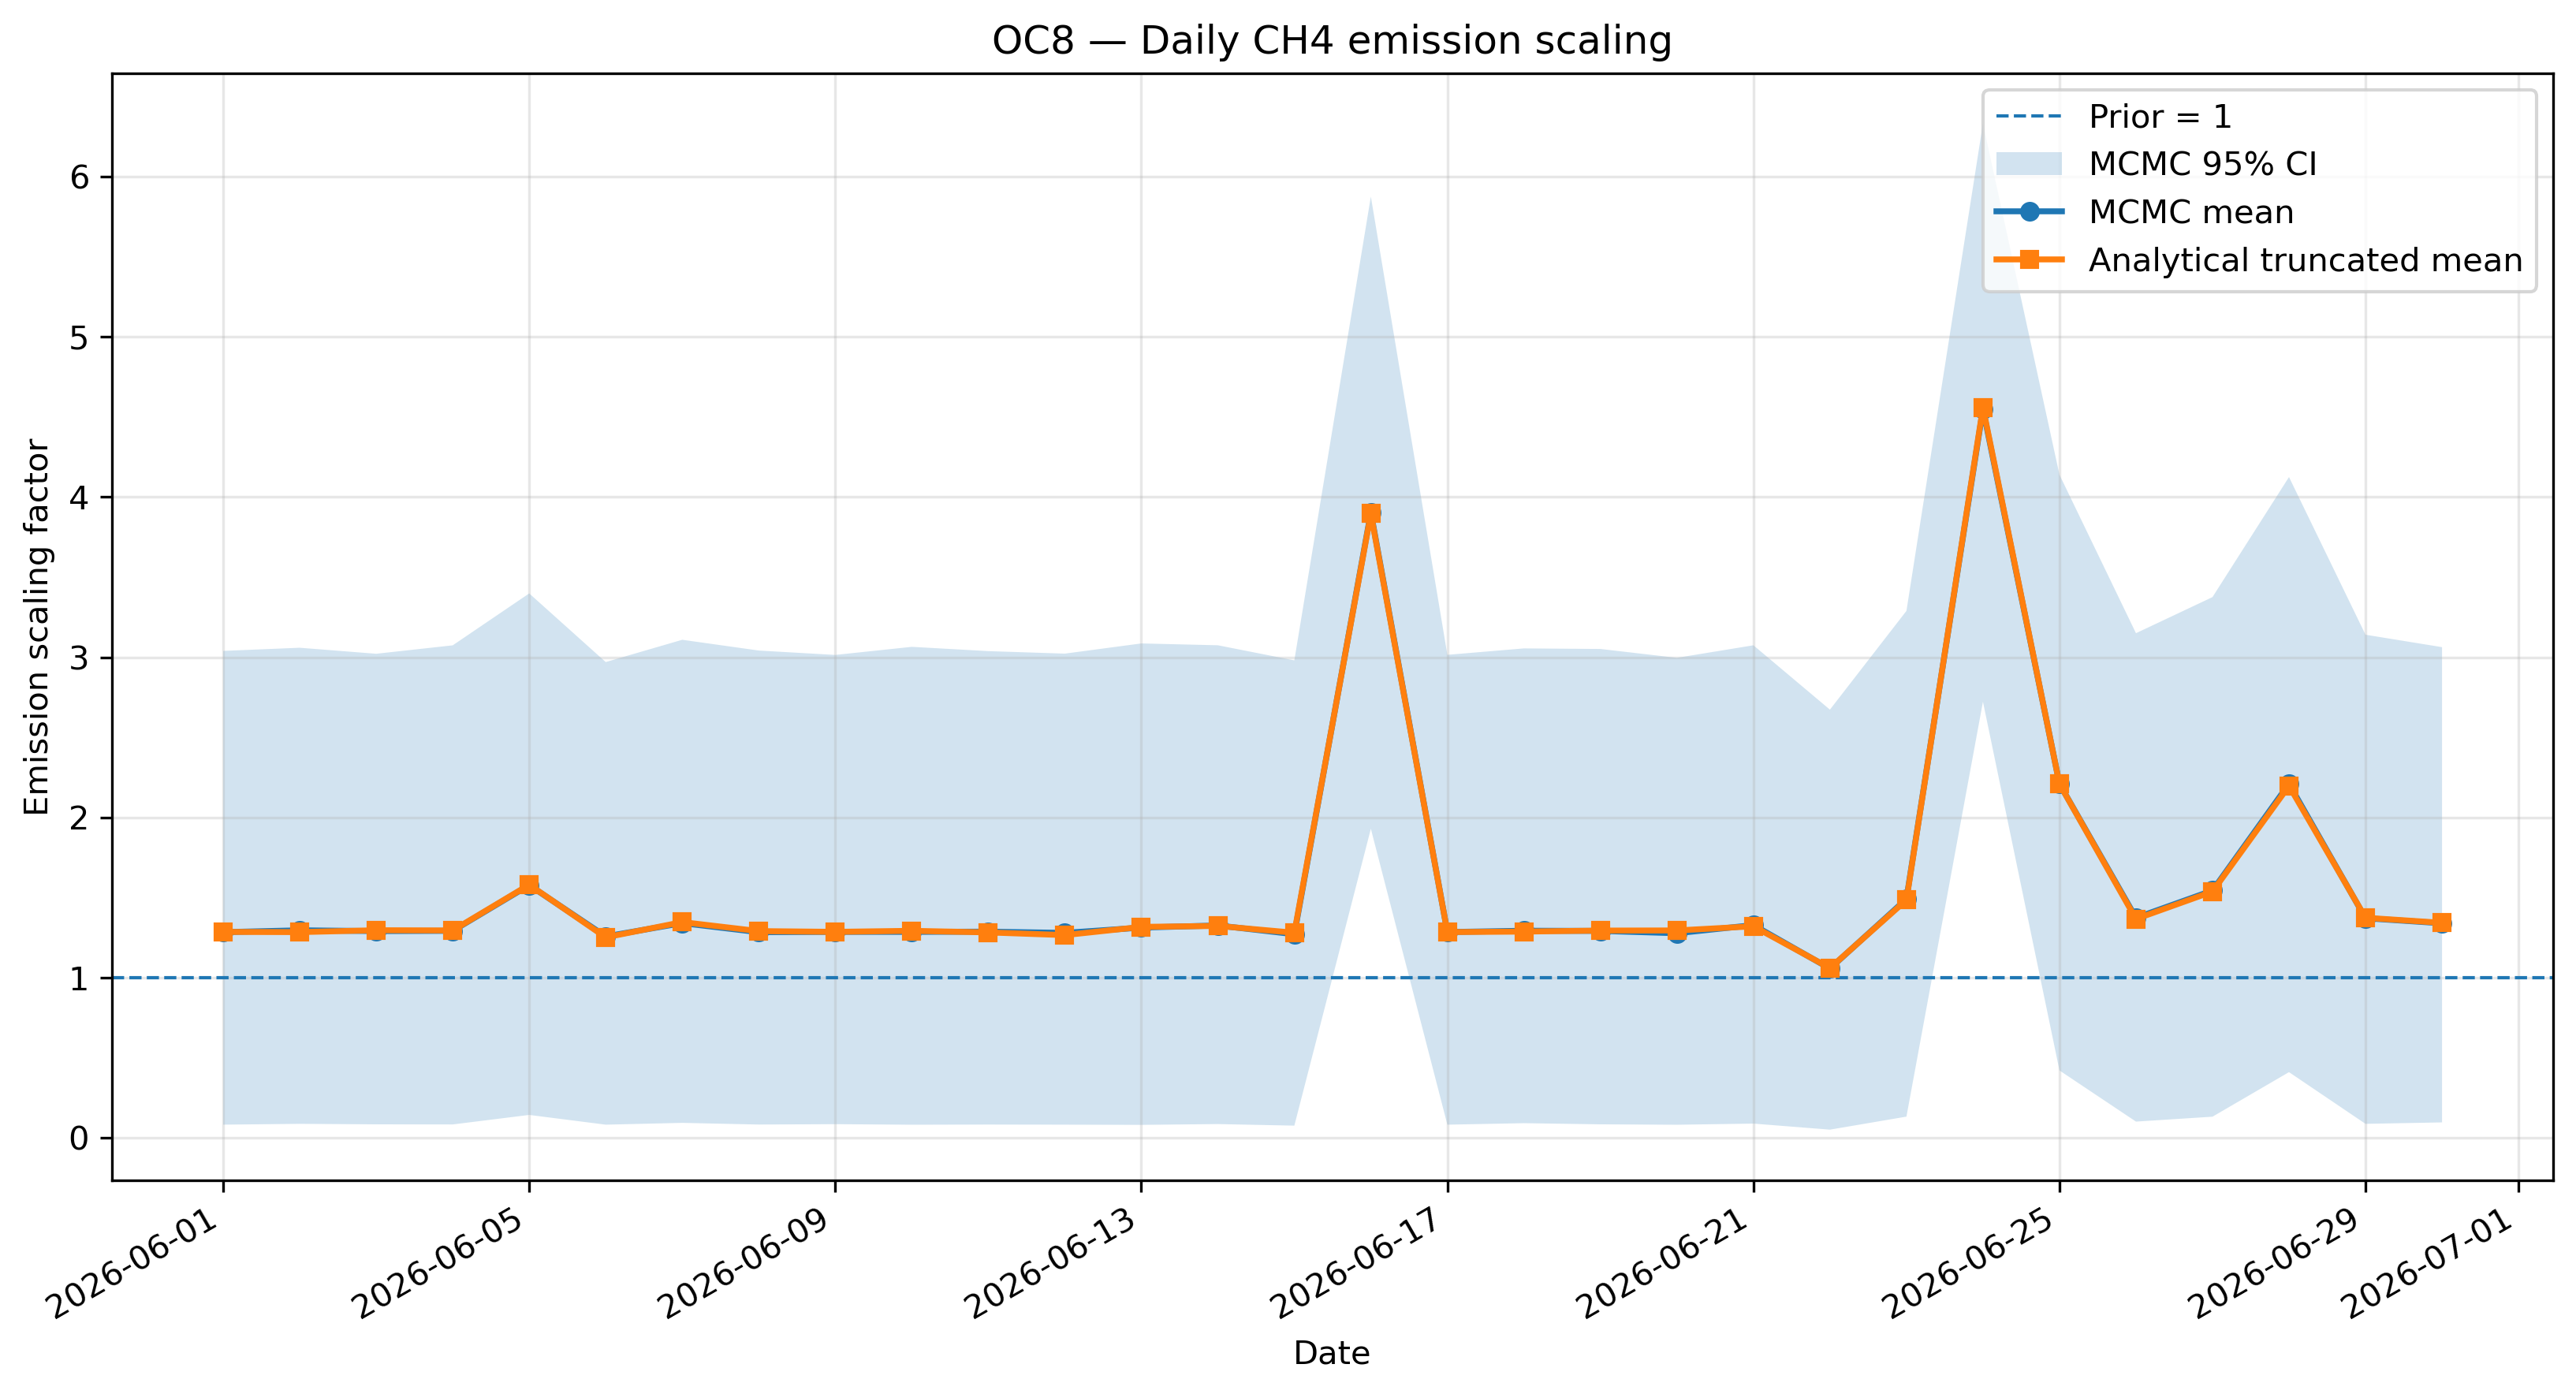 OC8 — Daily CH4 emission scaling
Prior = 1
MCMC 95% CI
MCMC mean
Analytical truncated mean
Emission scaling factor
6
5
4
3
2
1
0
2026-06-01
2026-06-05
2026-06-09
2026-06-13
2026-06-17
2026-06-21
2026-06-25
2026-06-29
2026-07-01
Date